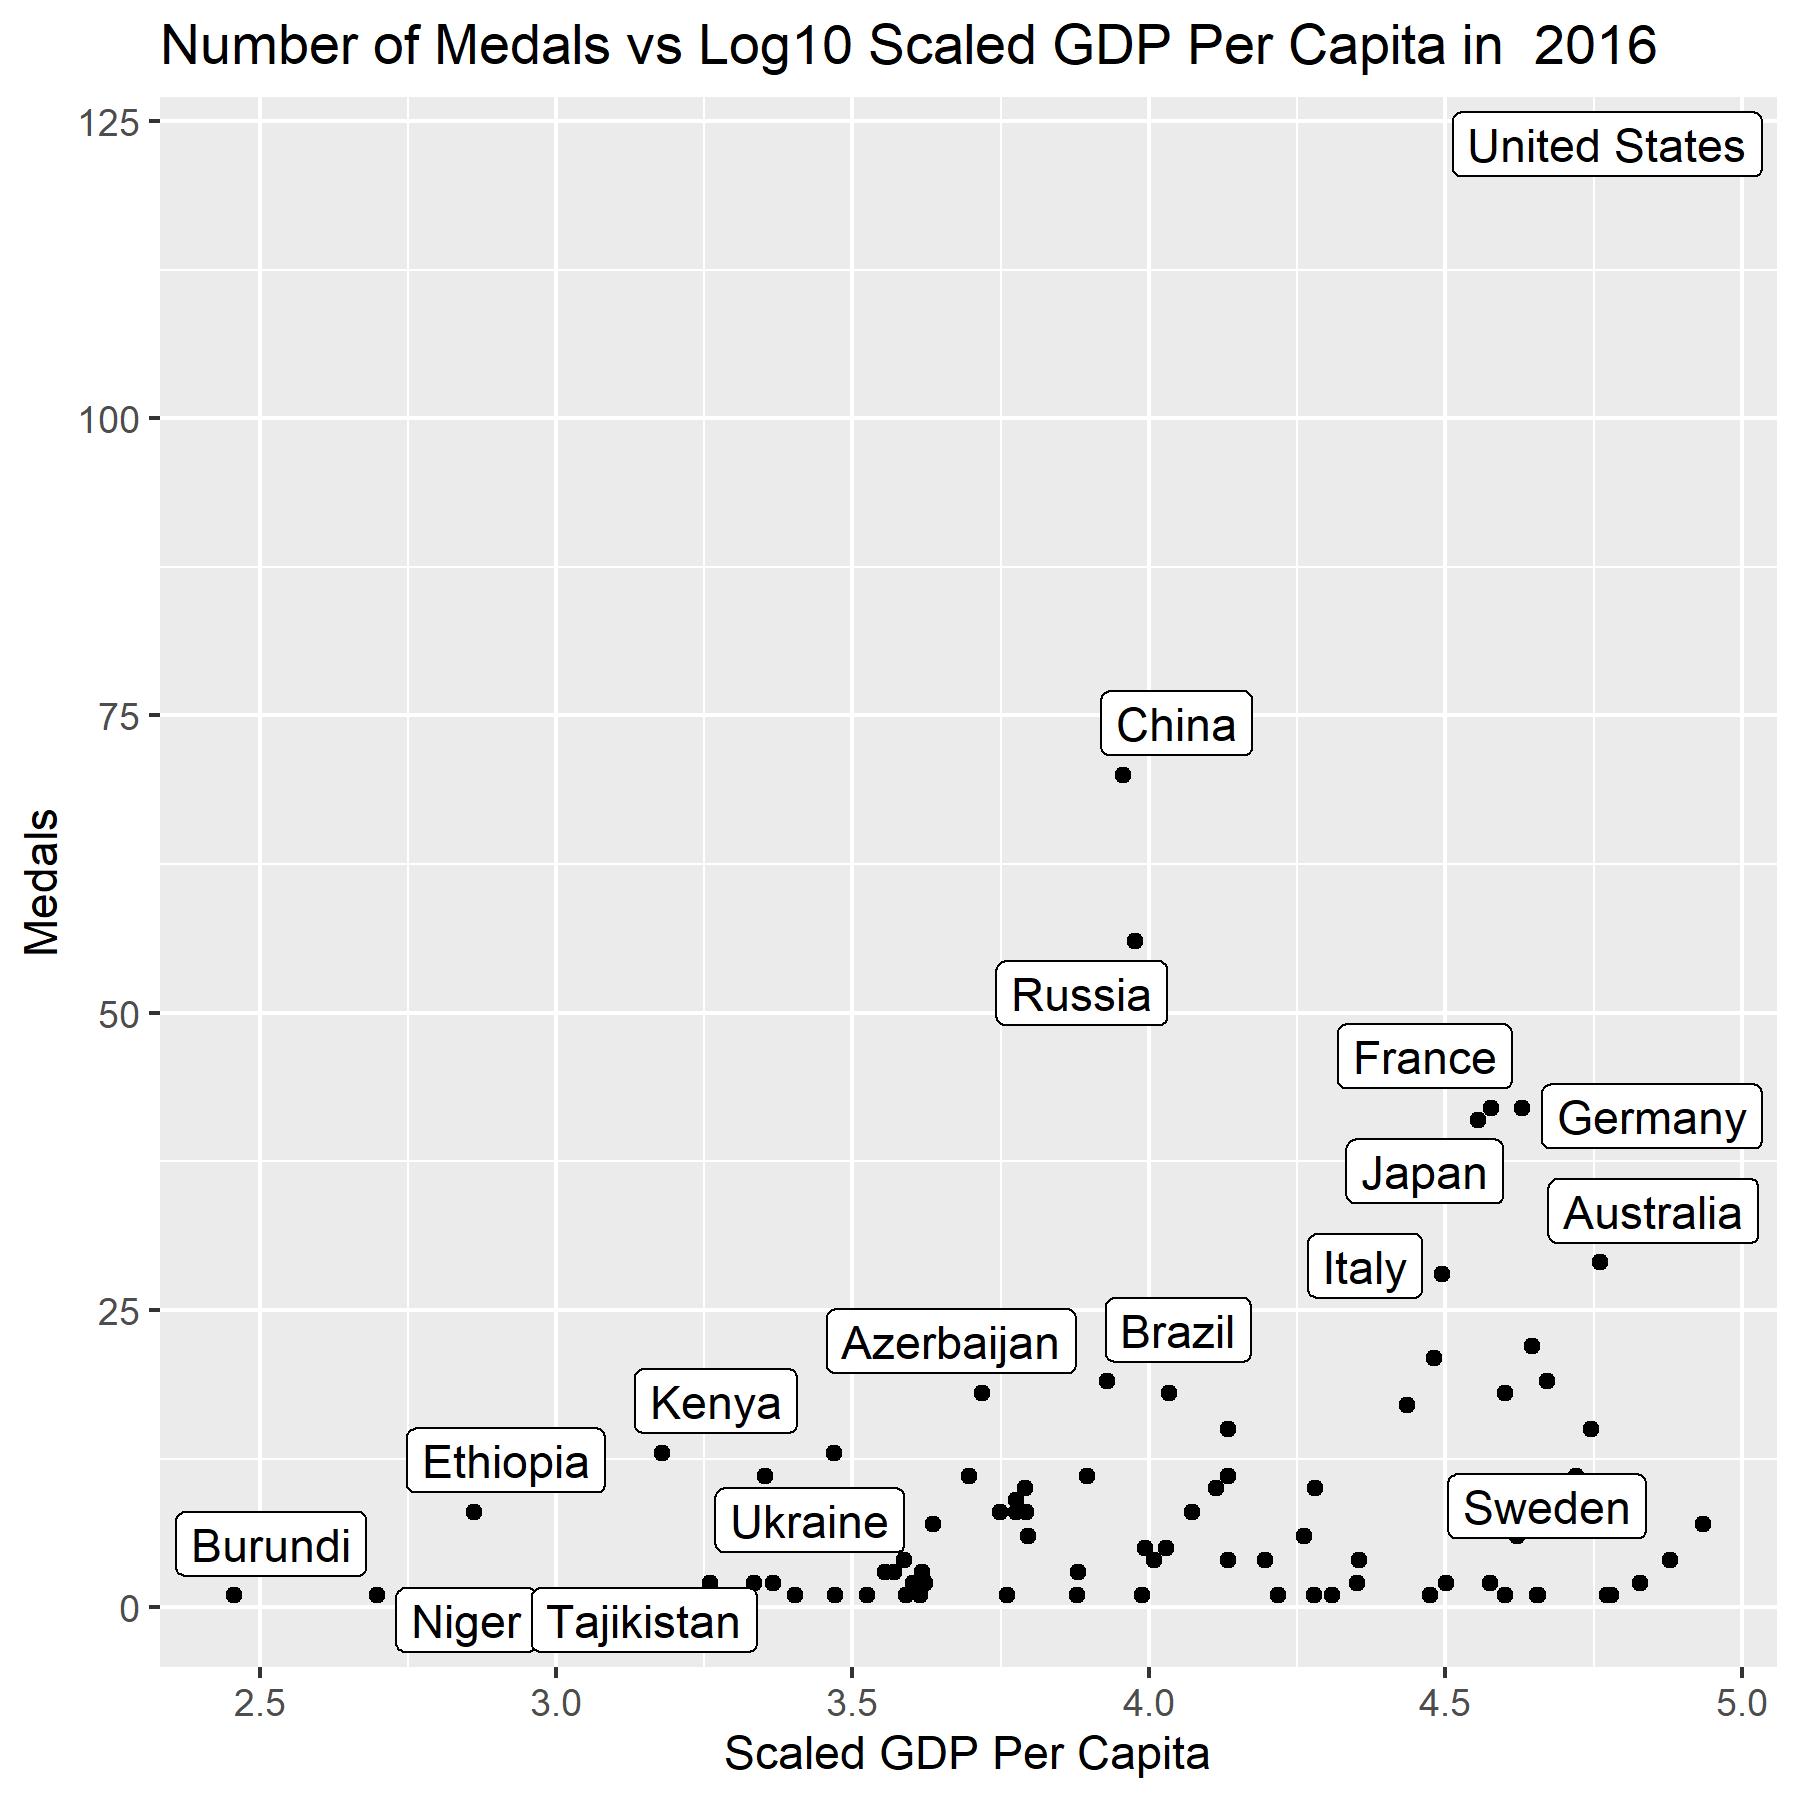 Number of Medals vs Log10 Scaled GDP Per Capita in  2016
125
United States
100
China
75
Medals
Russia
50
France
Germany
Japan
Australia
Italy
25
Brazil
Azerbaijan
Kenya
Ethiopia
Sweden
Ukraine
Burundi
0
Niger
Tajikistan
2.5 3.0 3.5 4.0 4.5 5.0
Scaled GDP Per Capita